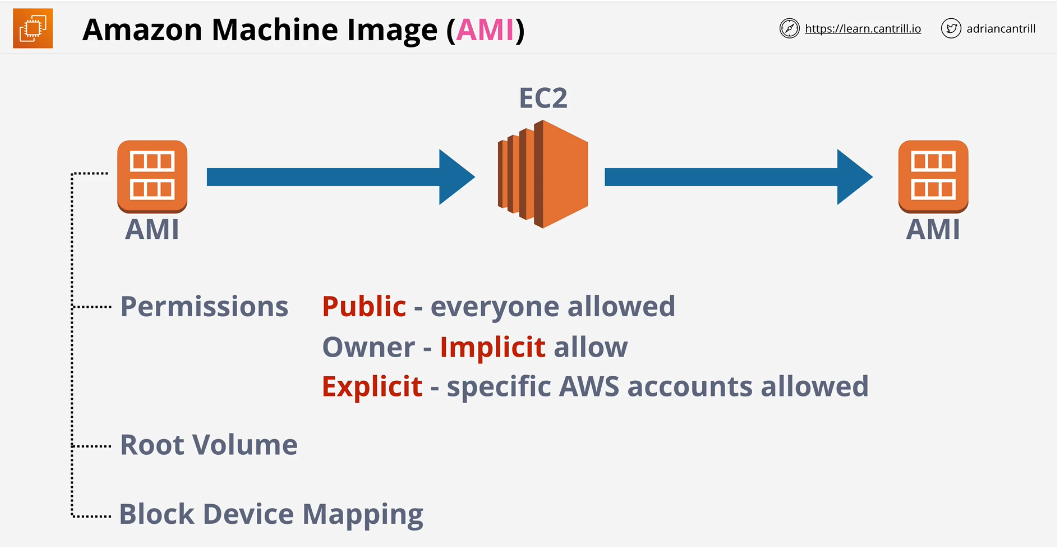 Amazon Machine Image (AMI)
https://learn.cantrill.io
adriancantrill
EC2
AMI
AMI
Permissions
Public - everyone allowed
Owner - Implicit allow
Explicit - specific AWS accounts allowed
Root Volume
Block Device Mapping